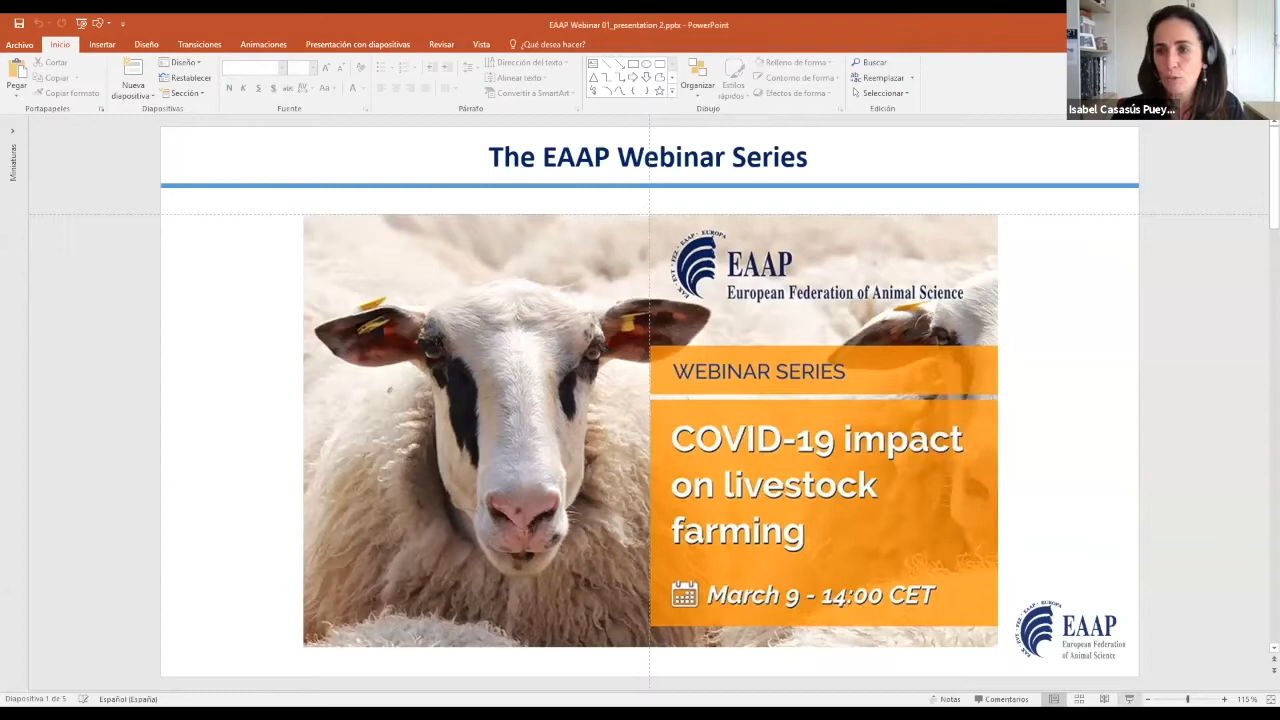 EAAP Webinar 01_presentation 2.pptx - PowerPoint
Archivo Inicio Insertar Diseño Transiciones Animaciones Presentación con diapositivas Revisar Vista ¿Qué desea hacer?
Pegar
Cortar
Copiar
Copiar formato
Portapapeles
Nueva diapositiva
Diseño
Restablecer
Sección
Diapositivas
N K S S abc AV Aa A
Fuente
Dirección del texto
Alinear texto
Convertir a SmartArt
Párrafo
Organizar
Estilos rápidos
Relleno de forma
Contorno de forma
Efectos de forma
Dibujo
Buscar
Reemplazar
Seleccionar
Edición
Isabel Casasús Puey...
Miniaturas
The EAAP Webinar Series
EAAP
European Federation of Animal Science
WEBINAR SERIES
COVID-19 impact
on livestock
farming
March 9 - 14:00 CET
EAAP
European Federation
of Animal Science
Diapositiva 1 de 5 Español (España) Notas Comentarios 115 %